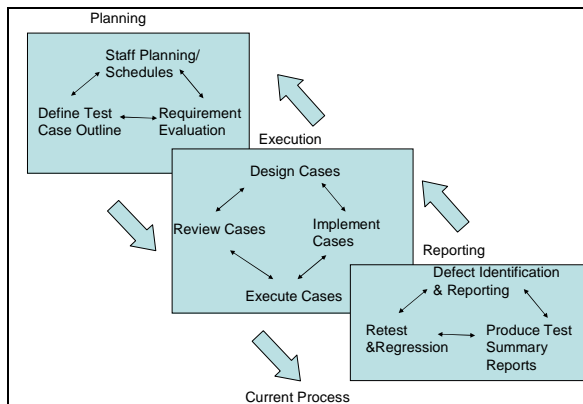 Planning
Staff Planning/
Schedules
Define Test
Case Outline
Requirement
Evaluation
Execution
Design Cases
Review Cases
Implement
Cases
Execute Cases
Reporting
Defect Identification
& Reporting
Retest
&Regression
Produce Test
Summary
Reports
Current Process